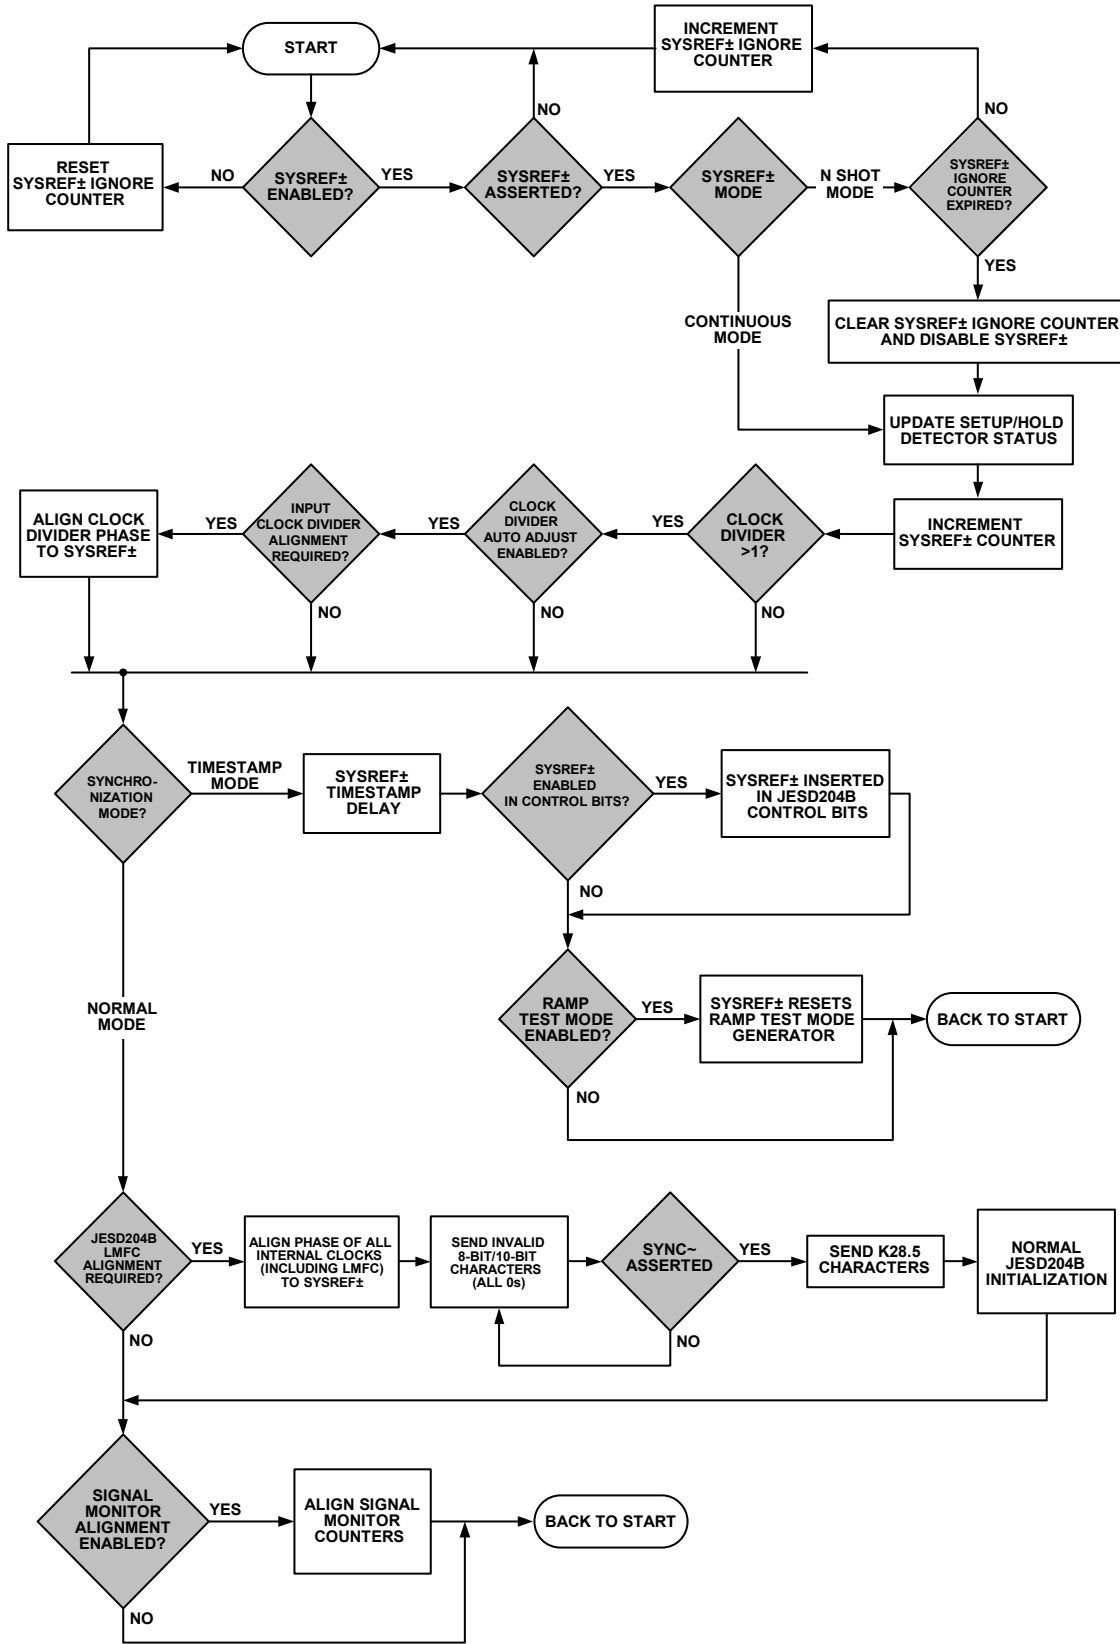 START
INCREMENT
SYSREF± IGNORE
COUNTER
NO
NO
RESET
SYSREF± IGNORE
COUNTER
NO
SYSREF±
ENABLED?
YES
SYSREF±
ASSERTED?
YES
SYSREF±
MODE
N SHOT
MODE
SYSREF±
IGNORE
COUNTER
EXPIRED?
YES
CONTINUOUS
MODE
CLEAR SYSREF± IGNORE COUNTER
AND DISABLE SYSREF±
UPDATE SETUP/HOLD
DETECTOR STATUS
ALIGN CLOCK
DIVIDER PHASE
TO SYSREF±
YES
INPUT
CLOCK DIVIDER
ALIGNMENT
REQUIRED?
YES
CLOCK
DIVIDER
AUTO ADJUST
ENABLED?
YES
CLOCK
DIVIDER
>1?
INCREMENT
SYSREF± COUNTER
NO
NO
NO
SYNCHRO-
NIZATION
MODE?
TIMESTAMP
MODE
SYSREF±
TIMESTAMP
DELAY
SYSREF±
ENABLED
IN CONTROL BITS?
YES
SYSREF± INSERTED
IN JESD204B
CONTROL BITS
NO
NORMAL
MODE
RAMP
TEST MODE
ENABLED?
YES
SYSREF± RESETS
RAMP TEST MODE
GENERATOR
BACK TO START
NO
JESD204B
LMFC
ALIGNMENT
REQUIRED?
YES
ALIGN PHASE OF ALL
INTERNAL CLOCKS
(INCLUDING LMFC)
TO SYSREF±
SEND INVALID
8-BIT/10-BIT
CHARACTERS
(ALL 0s)
SYNC~
ASSERTED
YES
SEND K28.5
CHARACTERS
NORMAL
JESD204B
INITIALIZATION
NO
NO
SIGNAL
MONITOR
ALIGNMENT
ENABLED?
YES
ALIGN SIGNAL
MONITOR
COUNTERS
BACK TO START
NO